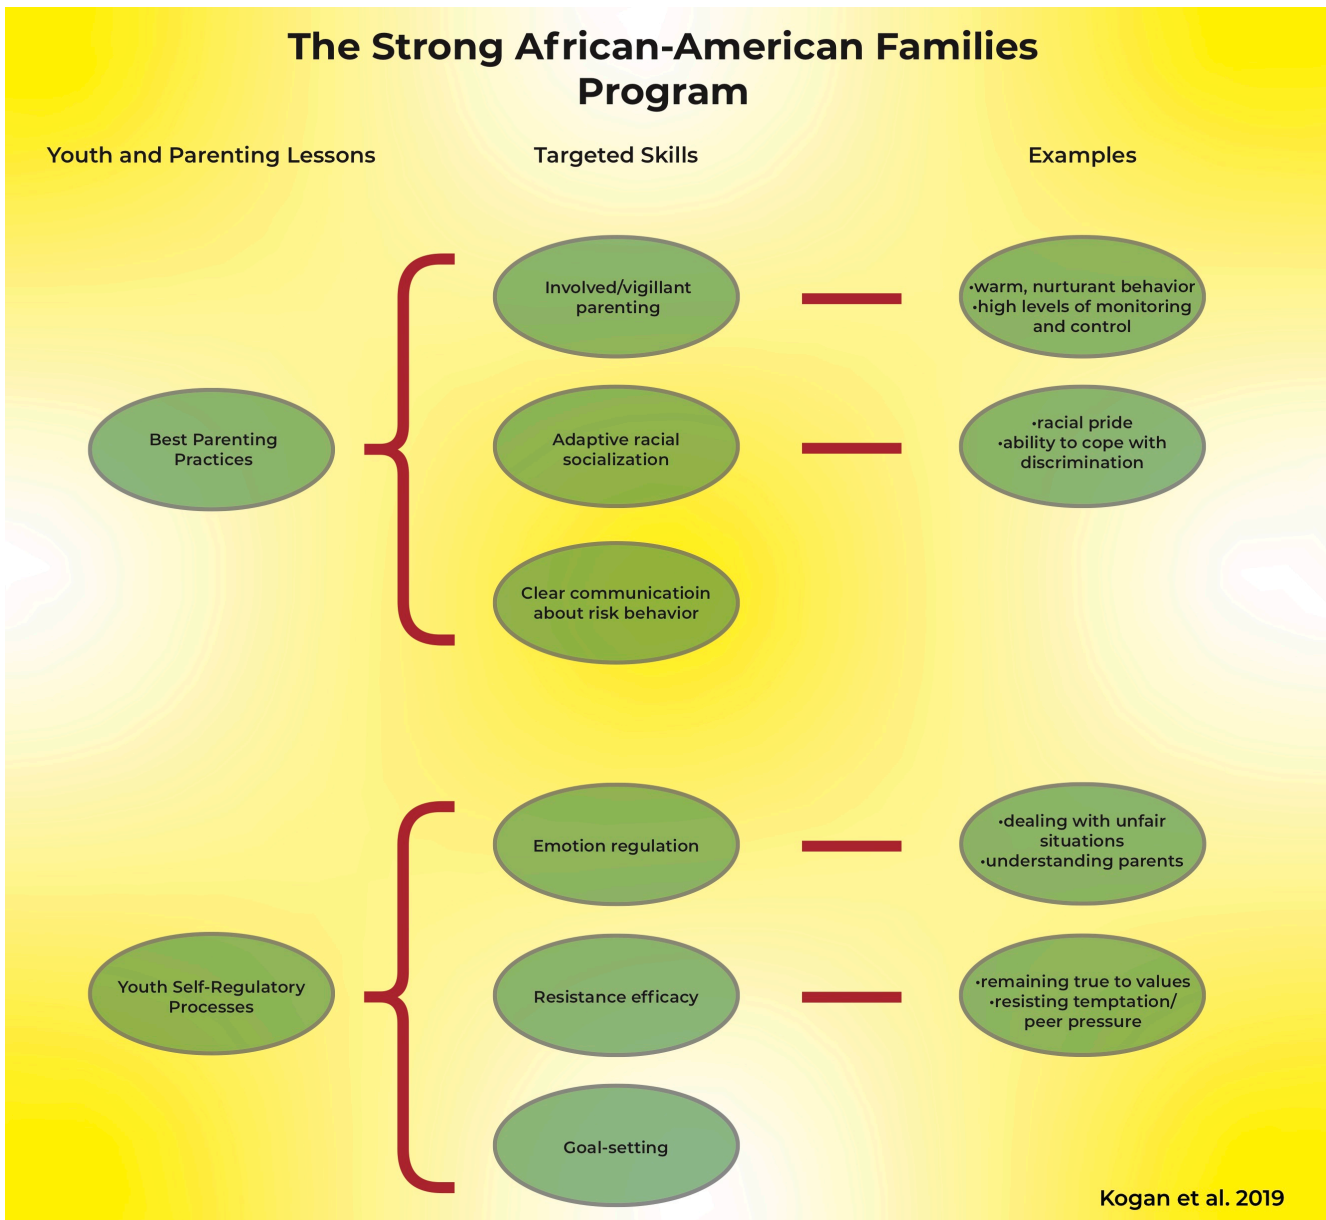 The Strong African-American Families
Program
Youth and Parenting Lessons
Targeted Skills
Examples
Best Parenting
Practices
Involved/vigillant
parenting
•warm, nurturant behavior
•high levels of monitoring
and control
Adaptive racial
socialization
•racial pride
•ability to cope with
discrimination
Clear communicatioin
about risk behavior
Youth Self-Regulatory
Processes
Emotion regulation
•dealing with unfair
situations
•understanding parents
Resistance efficacy
•remaining true to values
•resisting temptation/
peer pressure
Goal-setting
Kogan et al. 2019